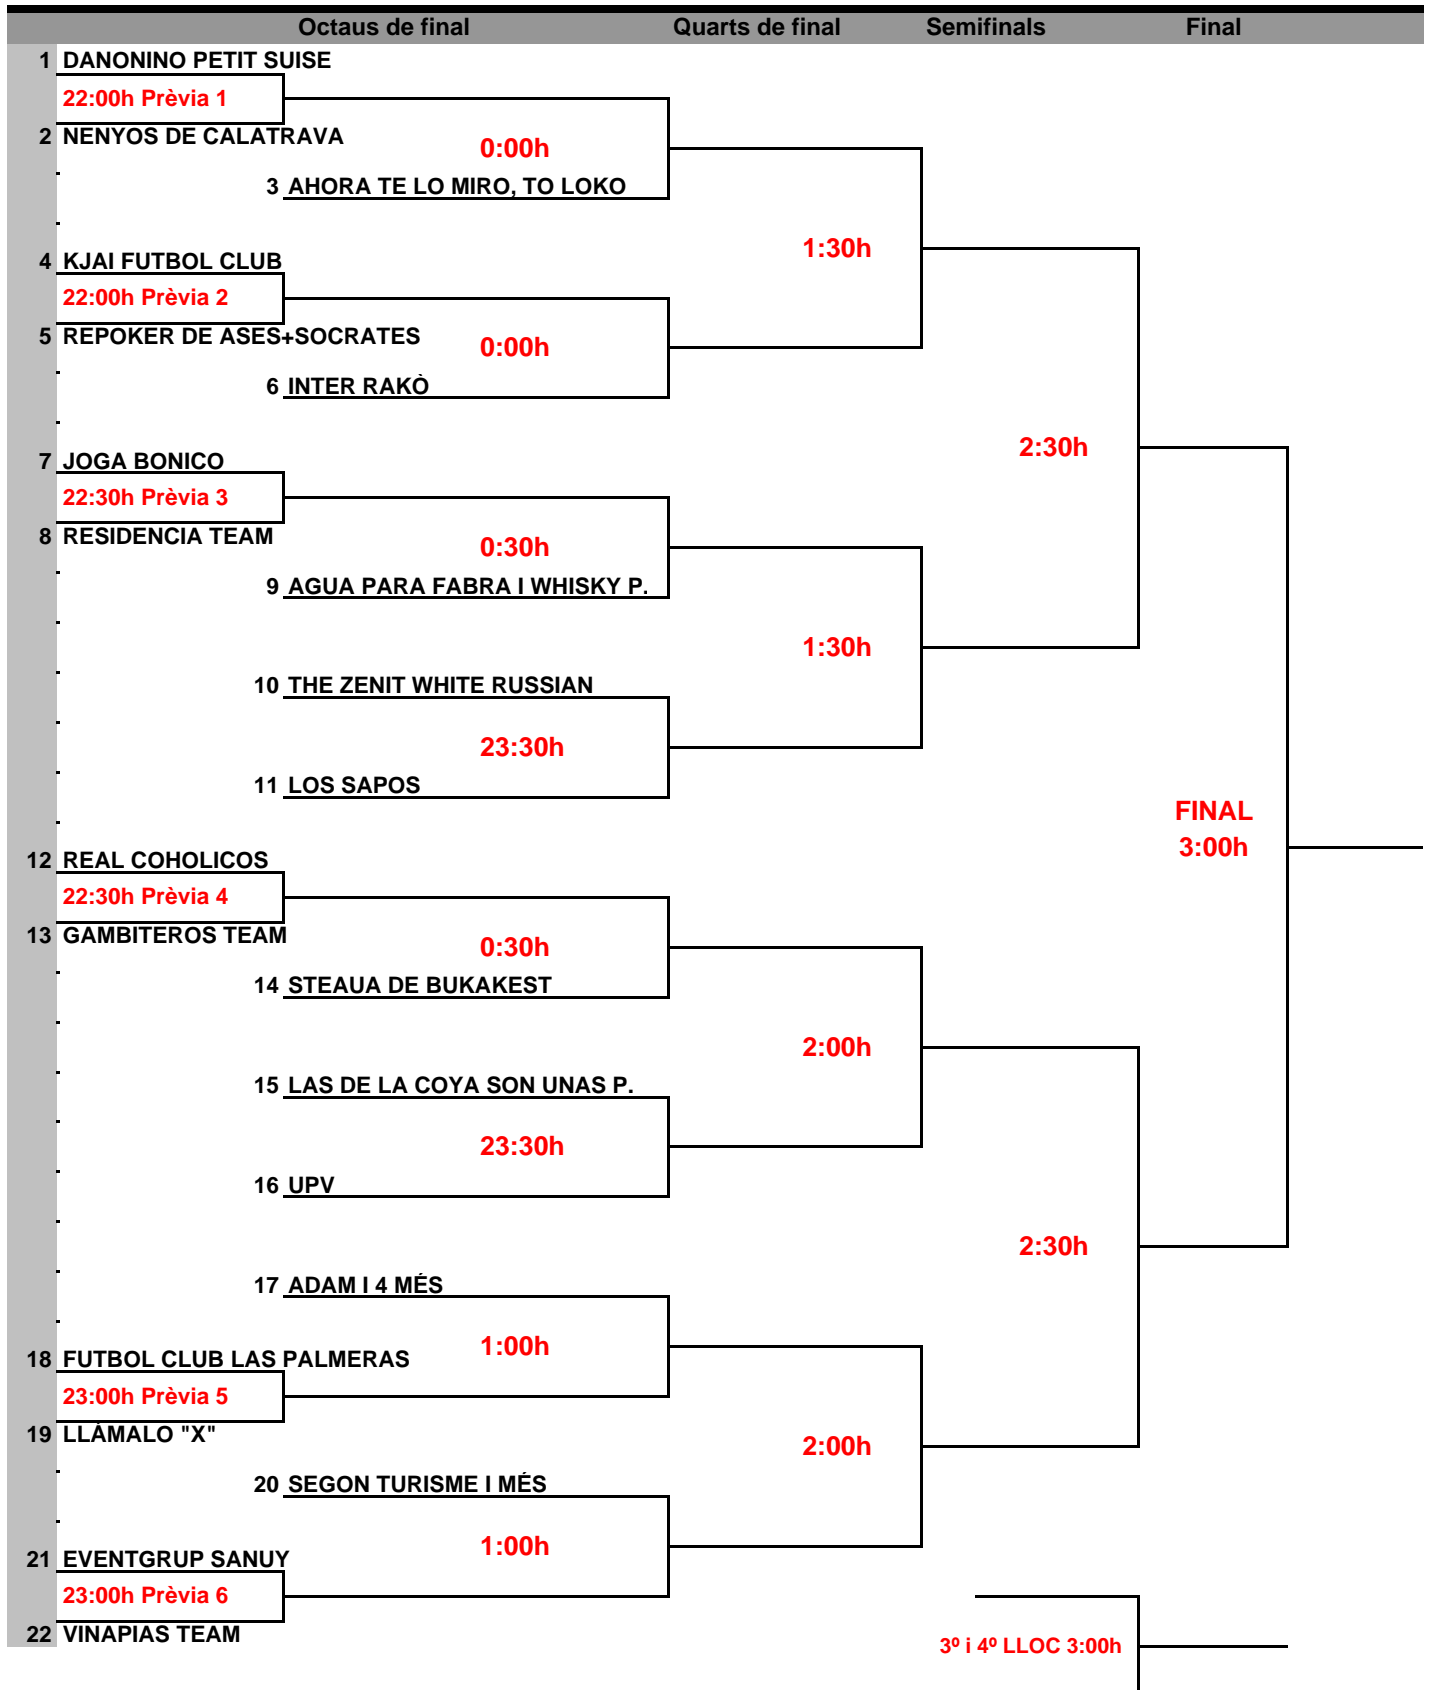 Octaus de final Quarts de final Semifinals Final
1 DANONINO PETIT SUISE
22:00h Prèvia 1
2 NENYOS DE CALATRAVA
0:00h
3 AHORA TE LO MIRO, TO LOKO
1:30h
4 KJAI FUTBOL CLUB
22:00h Prèvia 2
5 REPOKER DE ASES+SOCRATES
0:00h
6 INTER RAKÒ
2:30h
7 JOGA BONICO
22:30h Prèvia 3
8 RESIDENCIA TEAM
0:30h
9 AGUA PARA FABRA I WHISKY P.
1:30h
10 THE ZENIT WHITE RUSSIAN
23:30h
11 LOS SAPOS
FINAL
3:00h
12 REAL COHOLICOS
22:30h Prèvia 4
13 GAMBITEROS TEAM
0:30h
14 STEAUA DE BUKAKEST
2:00h
15 LAS DE LA COYA SON UNAS P.
23:30h
16 UPV
2:30h
17 ADAM I 4 MÉS
1:00h
18 FUTBOL CLUB LAS PALMERAS
23:00h Prèvia 5
19 LLÁMALO "X"
2:00h
20 SEGON TURISME I MÉS
1:00h
21 EVENTGRUP SANUY
23:00h Prèvia 6
22 VINAPIAS TEAM
3º i 4º LLOC 3:00h